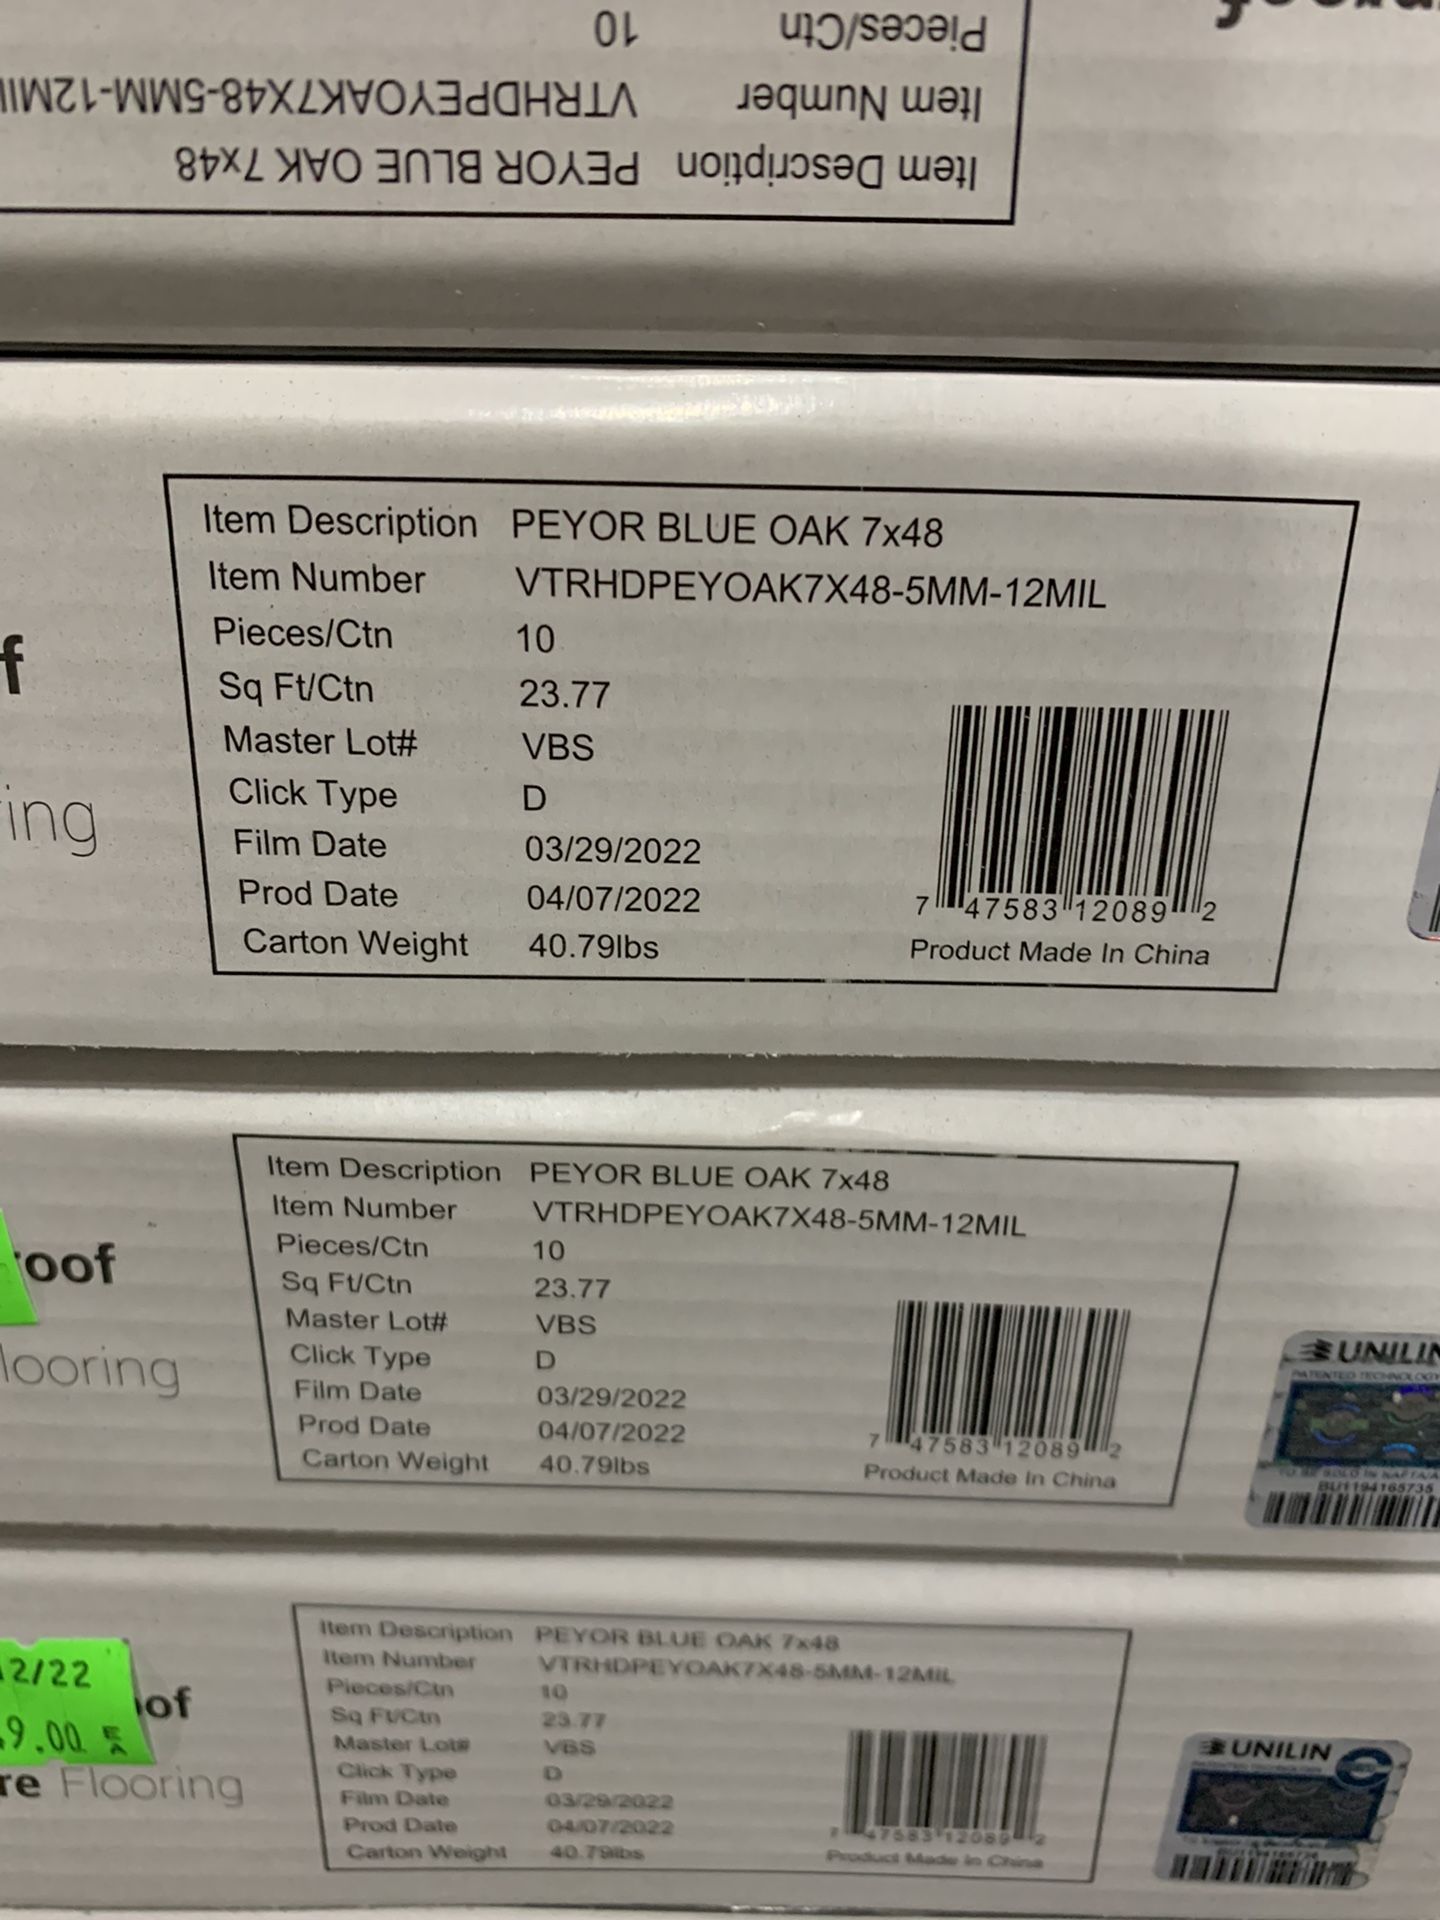 Pieces/Ctn 10
Item Number VTRHDPEYOAK7X48-5MM-12MIL
Item Description PEYOR BLUE OAK 7x48
Item Description PEYOR BLUE OAK 7x48
Item Number VTRHDPEYOAK7X48-5MM-12MIL
Pieces/Ctn 10
Sq Ft/Ctn 23.77
Master Lot# VBS
Click Type D
Film Date 03/29/2022
Prod Date 04/07/2022
Carton Weight 40.79lbs
7 47583 12089 2
Product Made In China
f
ing
Item Description PEYOR BLUE OAK 7x48
Item Number VTRHDPEYOAK7X48-5MM-12MIL
Pieces/Ctn 10
Sq Ft/Ctn 23.77
Master Lot# VBS
Click Type D
Film Date 03/29/2022
Prod Date 04/07/2022
Carton Weight 40.79lbs
7 47583 12089 2
Product Made In China
oof
looring
UNILIN
PATENTED TECHNOLOGY
BU1194165735
Item Description PEYOR BLUE OAK 7x48
Item Number VTRHDPEYOAK7X48-5MM-12MIL
Pieces/Ctn 10
Sq Ft/Ctn 23.77
Master Lot# VBS
Click Type D
Film Date 03/29/2022
Prod Date 04/07/2022
Carton Weight 40.79lbs
7 47583 12089 2
Product Made In China
12/22
9.00 EA
of
re Flooring
UNILIN
PATENTED TECHNOLOGY